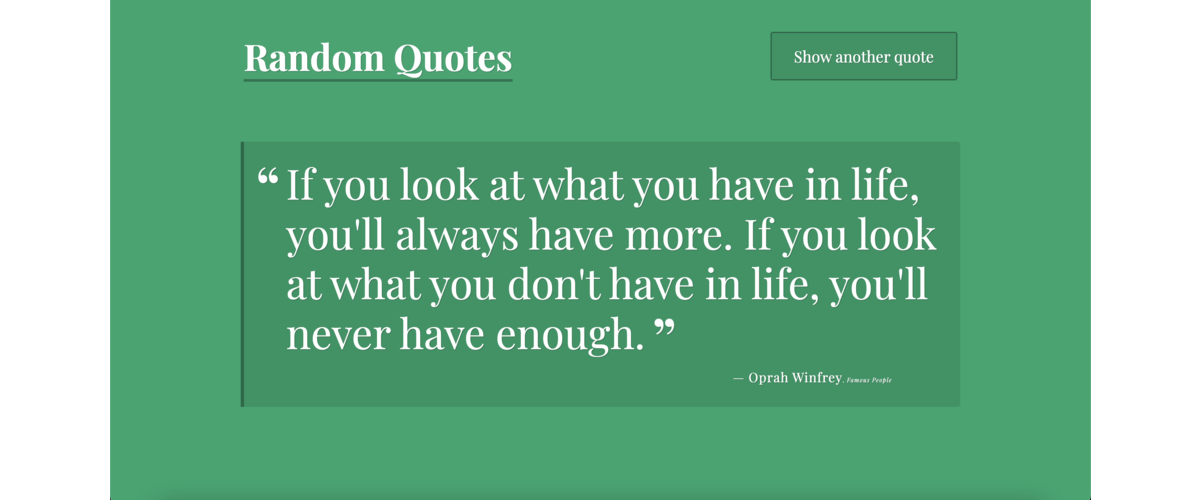 Random Quotes
Show another quote
“ If you look at what you have in life,
you'll always have more. If you look
at what you don't have in life, you'll
never have enough. ”
— Oprah Winfrey, Famous People